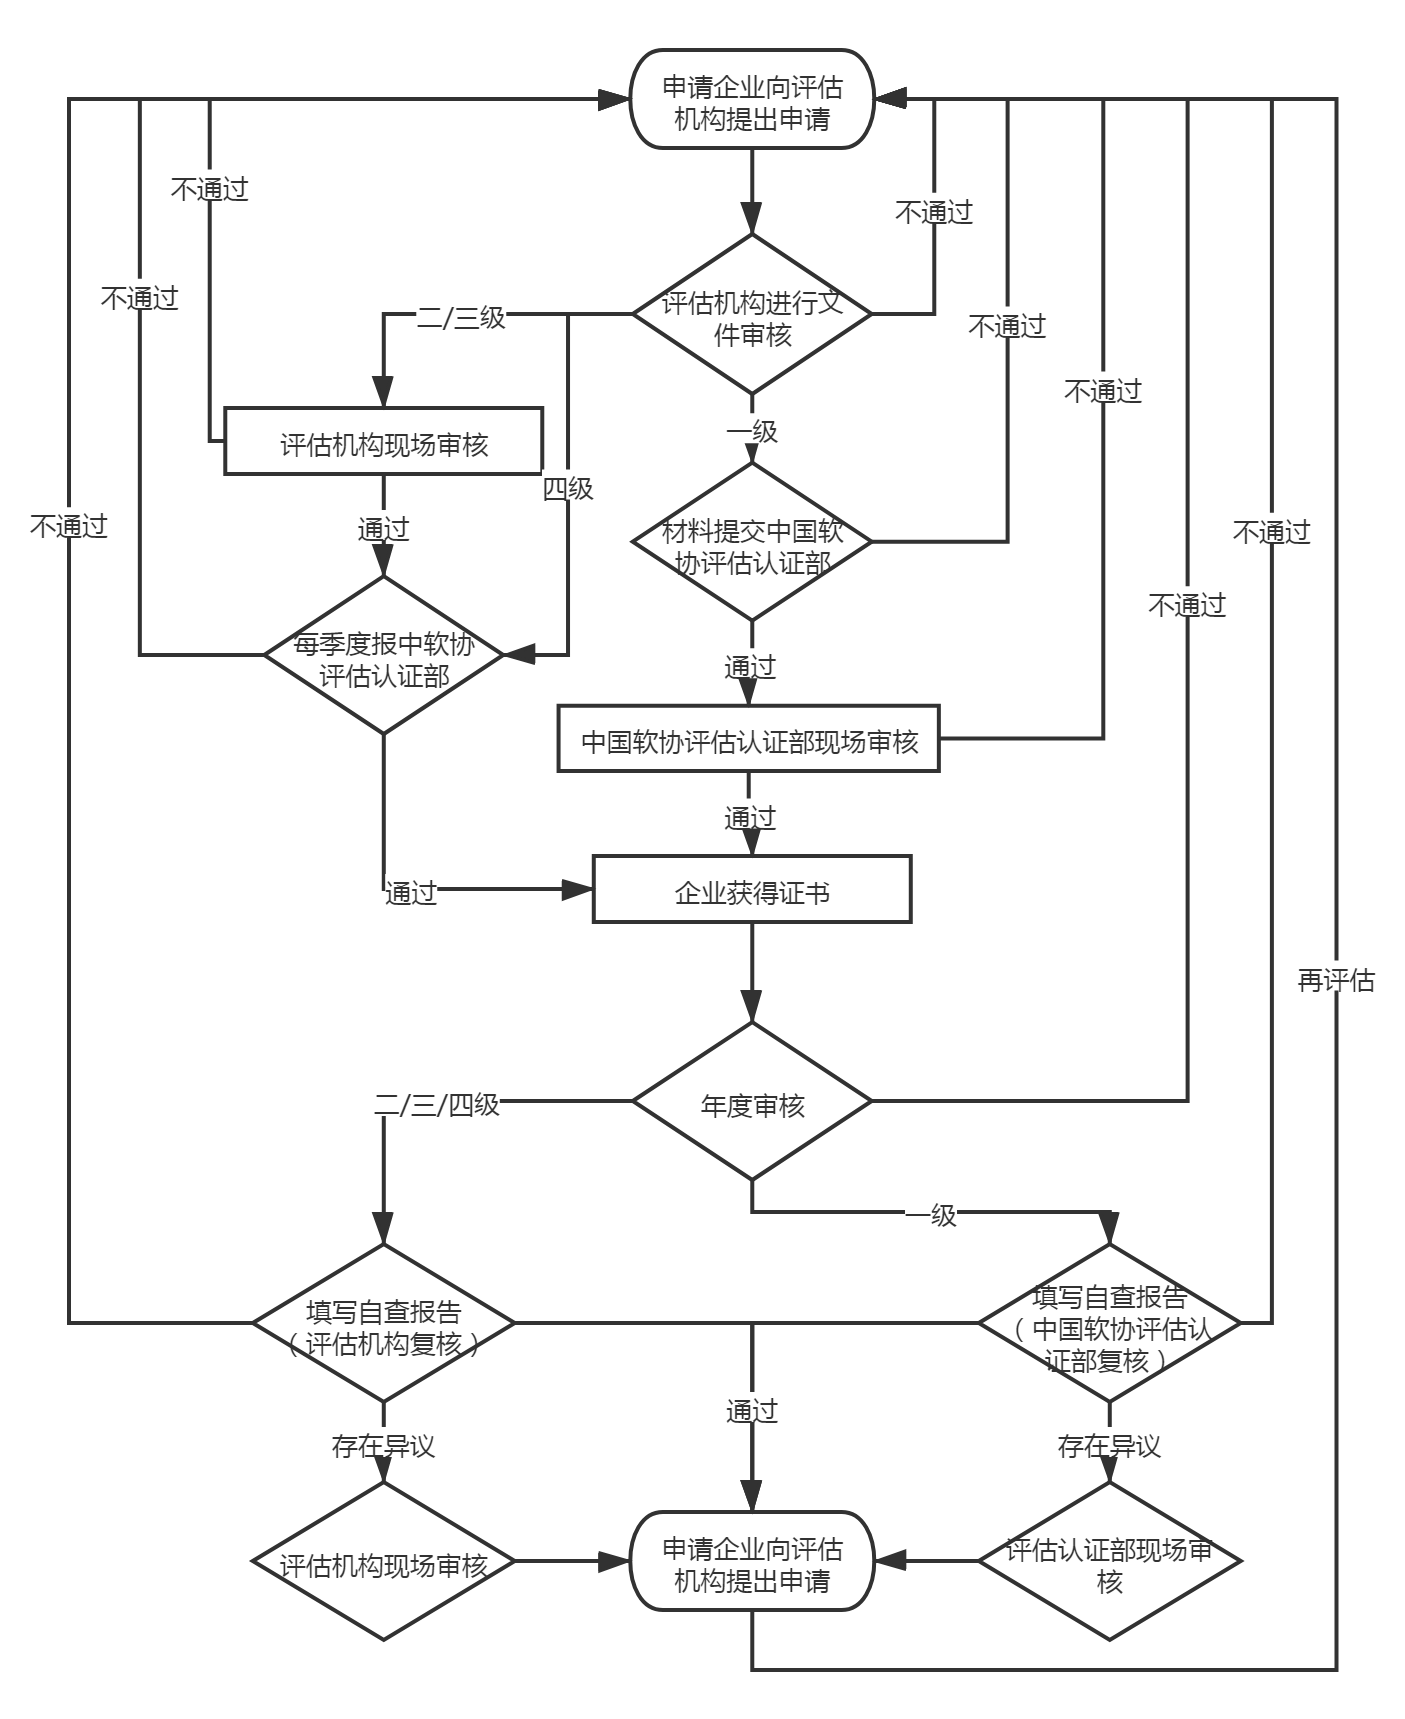 申请企业向评估
机构提出申请
不通过
不通过
不通过
评估机构进行文
件审核
二/三级
不通过
不通过
一级
评估机构现场审核
四级
不通过
通过
材料提交中国软
协评估认证部
不通过
不通过
每季度报中软协
评估认证部
通过
中国软协评估认证部现场审核
通过
通过
企业获得证书
再评估
二/三/四级
年度审核
一级
填写自查报告
（评估机构复核）
填写自查报告
（中国软协评估认
证部复核）
通过
存在异议
存在异议
评估机构现场审核
申请企业向评估
机构提出申请
评估认证部现场审
核